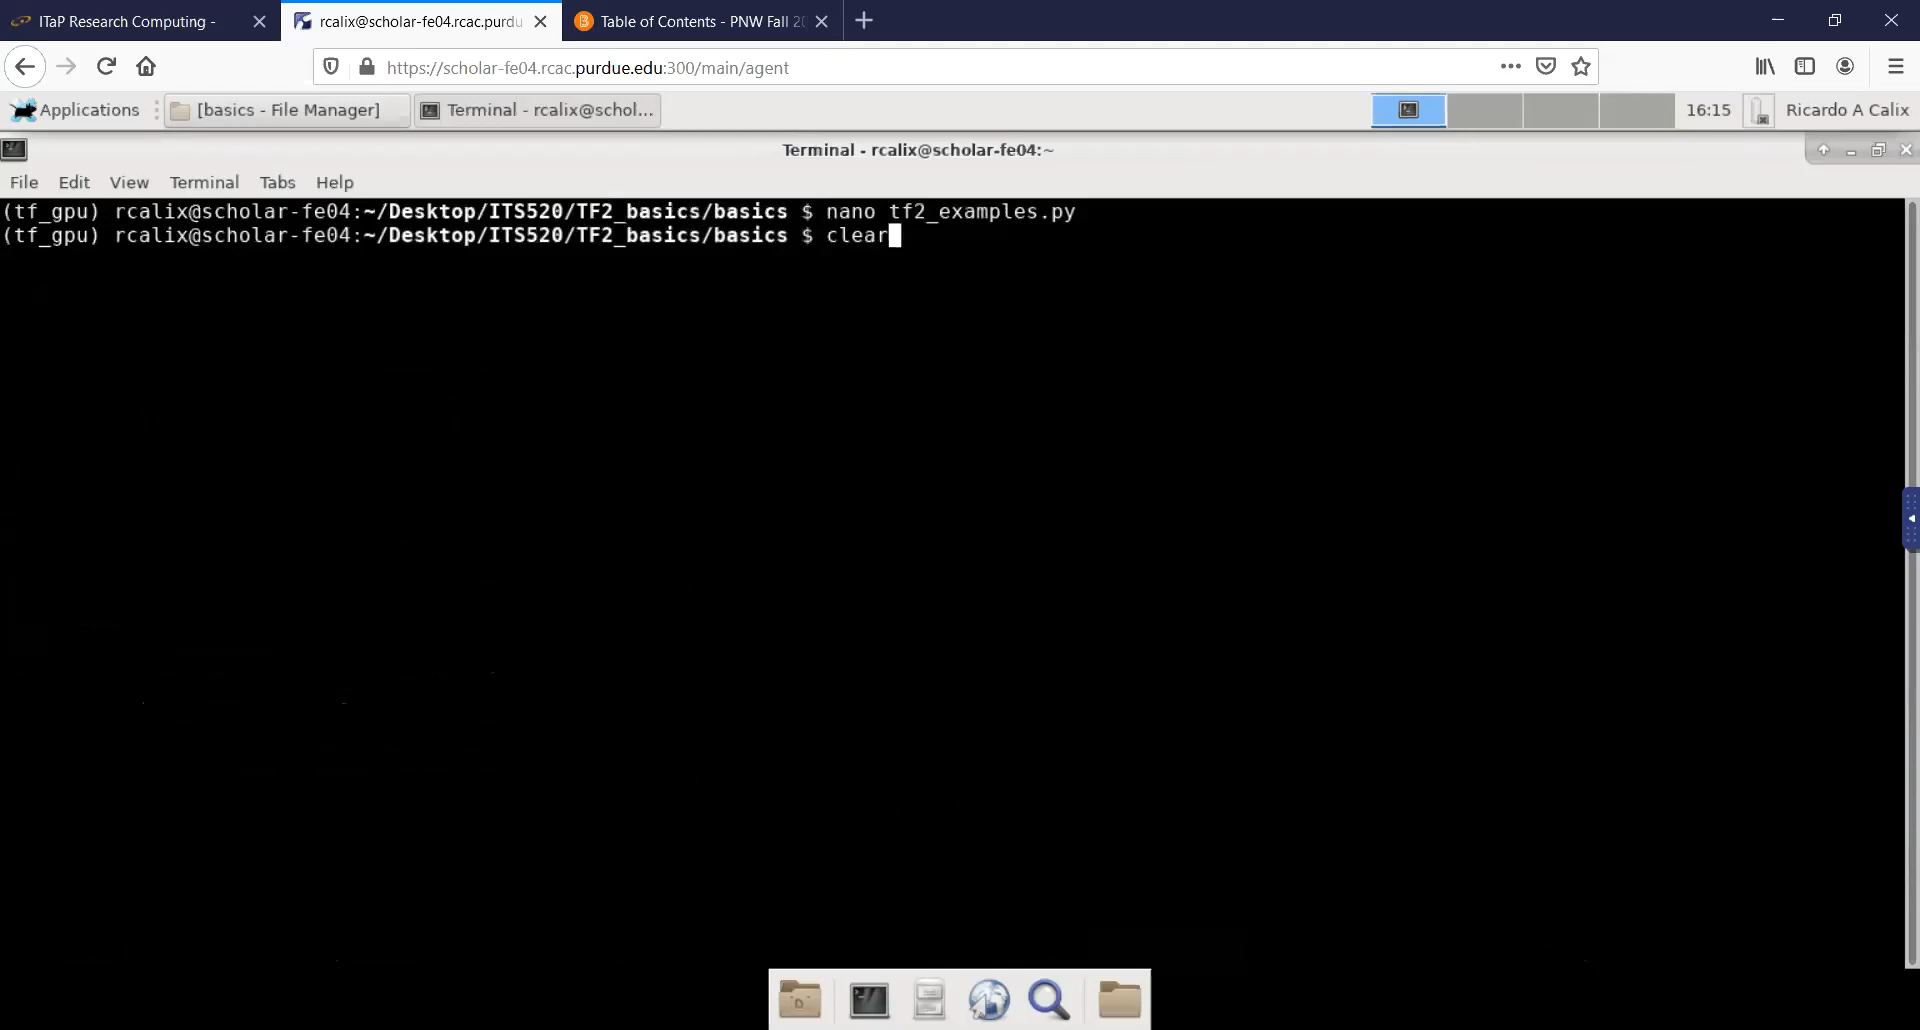 ITaP Research Computing -
rcalix@scholar-fe04.rcac.purdu
Table of Contents - PNW Fall 20
https://scholar-fe04.rcac.purdue.edu:300/main/agent
Applications
[basics - File Manager]
Terminal - rcalix@schol...
16:15
Ricardo A Calix
Terminal - rcalix@scholar-fe04:~
File Edit View Terminal Tabs Help
(tf_gpu) rcalix@scholar-fe04:~/Desktop/ITS520/TF2_basics/basics $ nano tf2_examples.py
(tf_gpu) rcalix@scholar-fe04:~/Desktop/ITS520/TF2_basics/basics $ clear